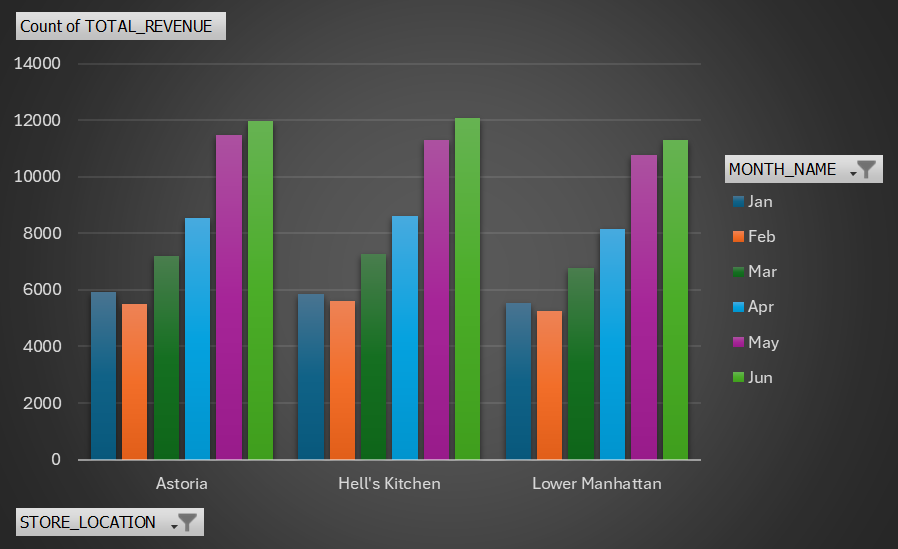 Count of TOTAL_REVENUE
14000
12000
10000
8000
6000
4000
2000
0
Astoria Hell's Kitchen Lower Manhattan
MONTH_NAME
Jan
Feb
Mar
Apr
May
Jun
STORE_LOCATION